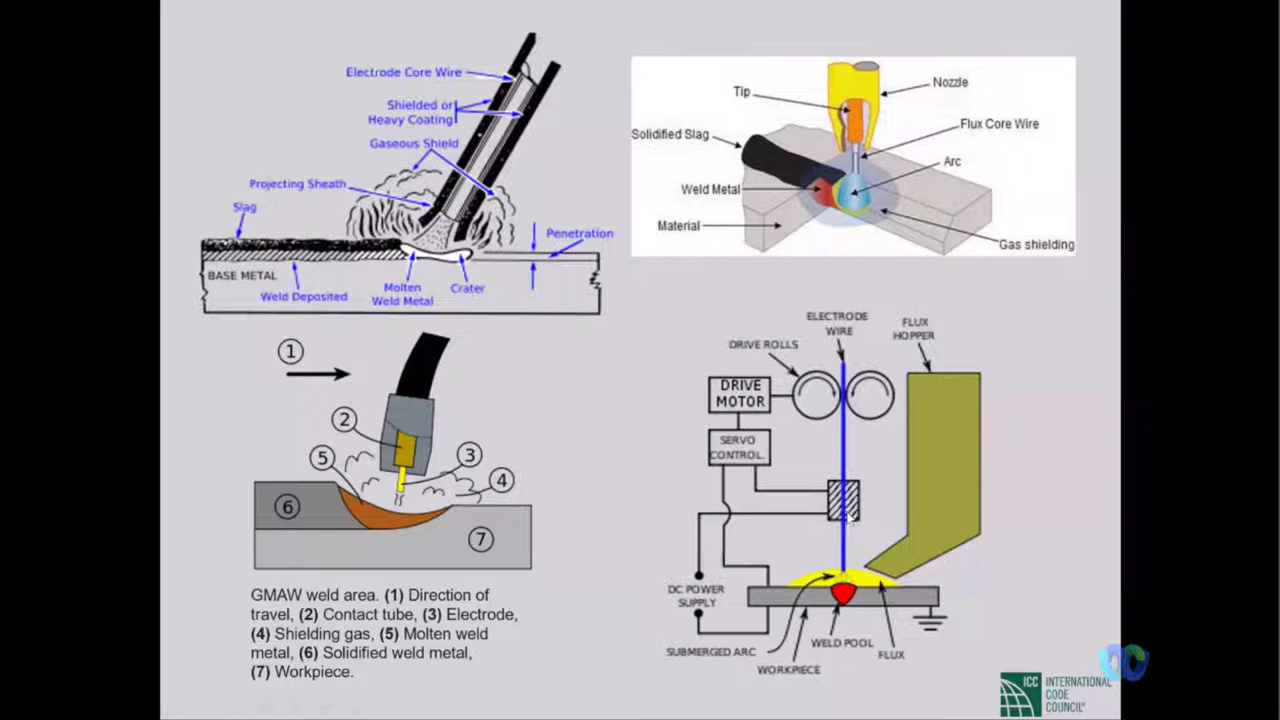 Electrode Core Wire
Shielded or
Heavy Coating
Gaseous Shield
Projecting Sheath
Slag
Penetration
BASE METAL
Weld Deposited
Molten
Weld Metal
Crater
Nozzle
Tip
Flux Core Wire
Solidified Slag
Arc
Weld Metal
Material
Gas shielding
1
2
3
4
5
6
7
GMAW weld area. (1) Direction of
travel, (2) Contact tube, (3) Electrode,
(4) Shielding gas, (5) Molten weld
metal, (6) Solidified weld metal,
(7) Workpiece.
ELECTRODE
WIRE
FLUX
HOPPER
DRIVE ROLLS
DRIVE
MOTOR
SERVO
CONTROL.
DC POWER
SUPPLY
SUBMERGED ARC
WORKPIECE
WELD POOL
FLUX
ICC
INTERNATIONAL
CODE
COUNCIL